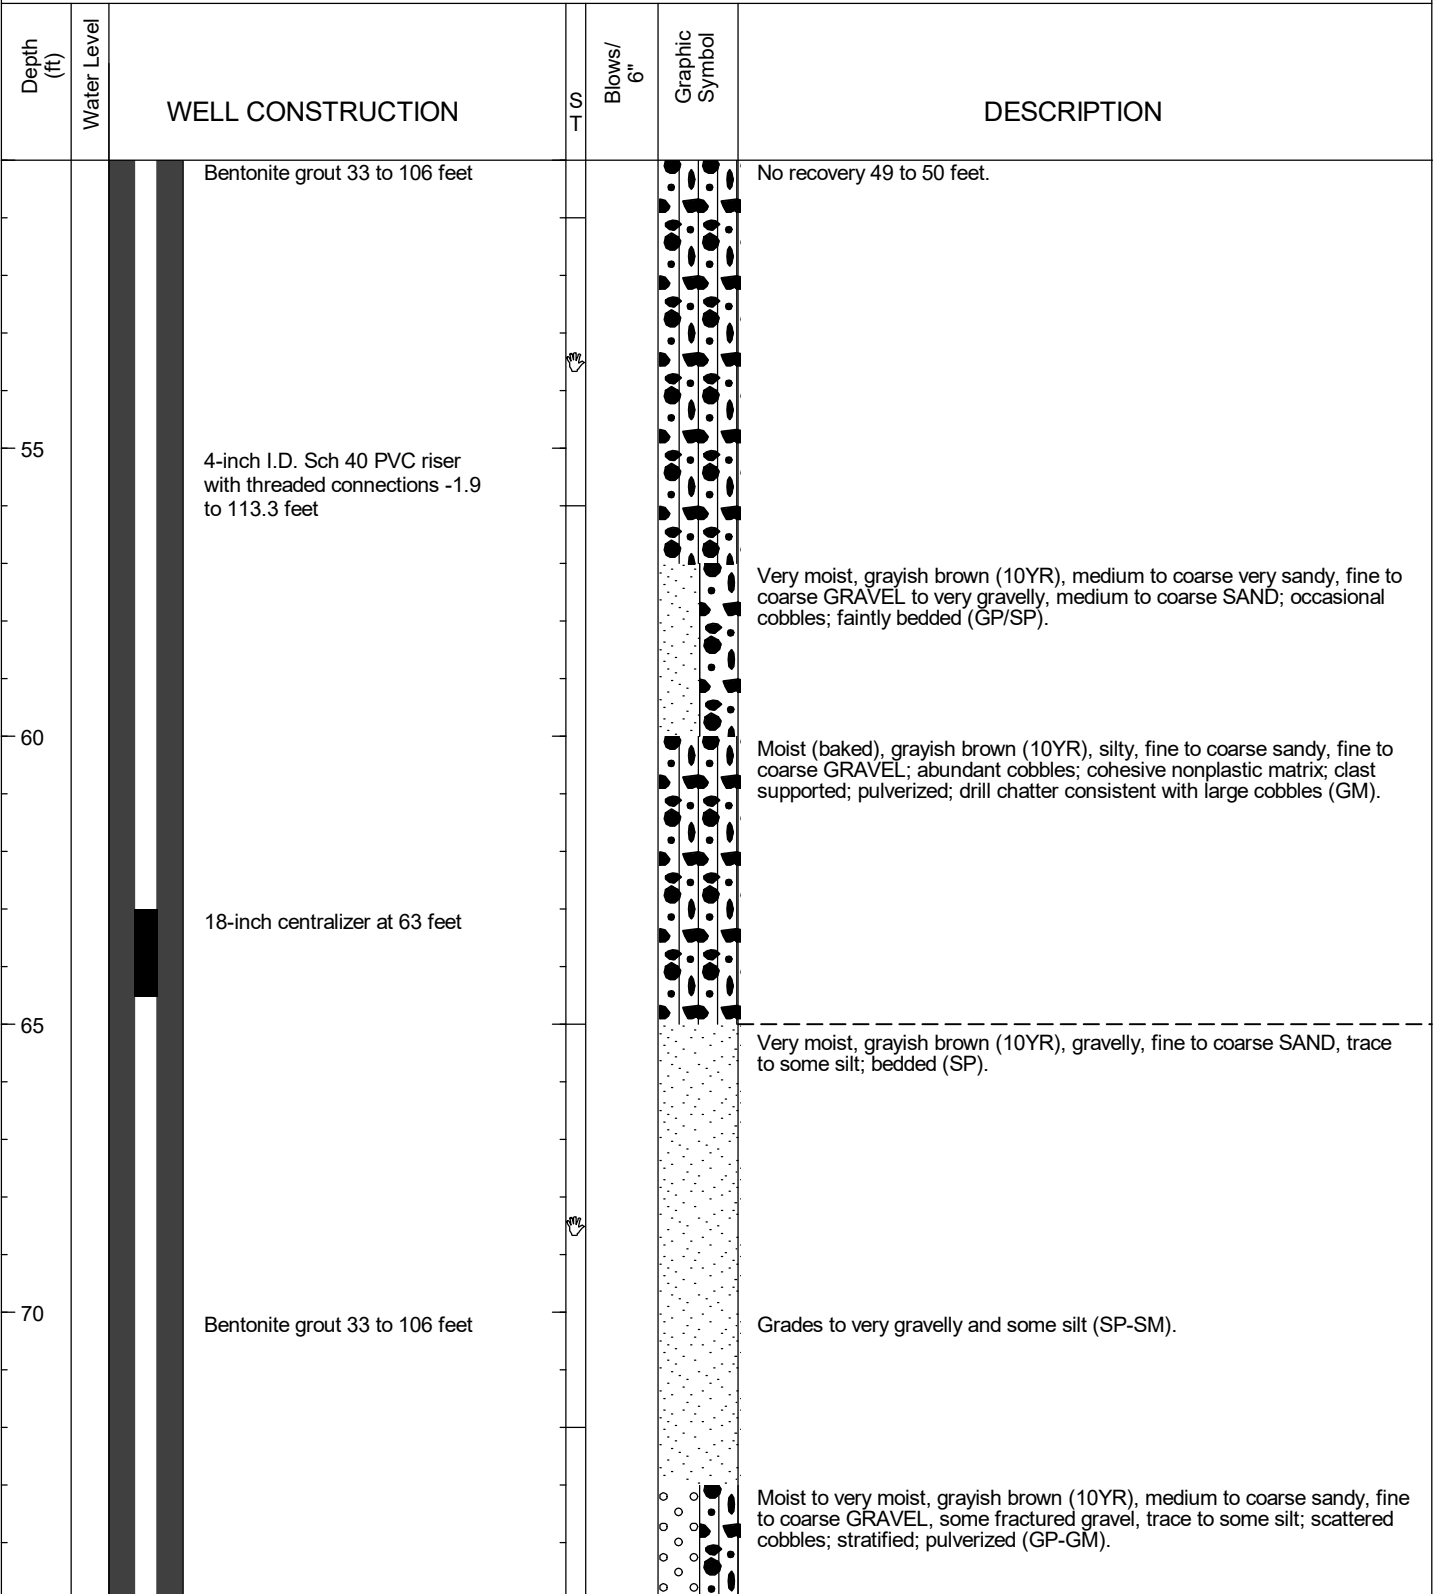 Depth
(ft)
Water Level
WELL CONSTRUCTION
S
T
Blows/
6"
Graphic
Symbol
DESCRIPTION
Bentonite grout 33 to 106 feet
No recovery 49 to 50 feet.
55
4-inch I.D. Sch 40 PVC riser
with threaded connections -1.9
to 113.3 feet
Very moist, grayish brown (10YR), medium to coarse very sandy, fine to
coarse GRAVEL to very gravelly, medium to coarse SAND; occasional
cobbles; faintly bedded (GP/SP).
60
Moist (baked), grayish brown (10YR), silty, fine to coarse sandy, fine to
coarse GRAVEL; abundant cobbles; cohesive nonplastic matrix; clast
supported; pulverized; drill chatter consistent with large cobbles (GM).
18-inch centralizer at 63 feet
65
Very moist, grayish brown (10YR), gravelly, fine to coarse SAND, trace
to some silt; bedded (SP).
70
Bentonite grout 33 to 106 feet
Grades to very gravelly and some silt (SP-SM).
Moist to very moist, grayish brown (10YR), medium to coarse sandy, fine
to coarse GRAVEL, some fractured gravel, trace to some silt; scattered
cobbles; stratified; pulverized (GP-GM).